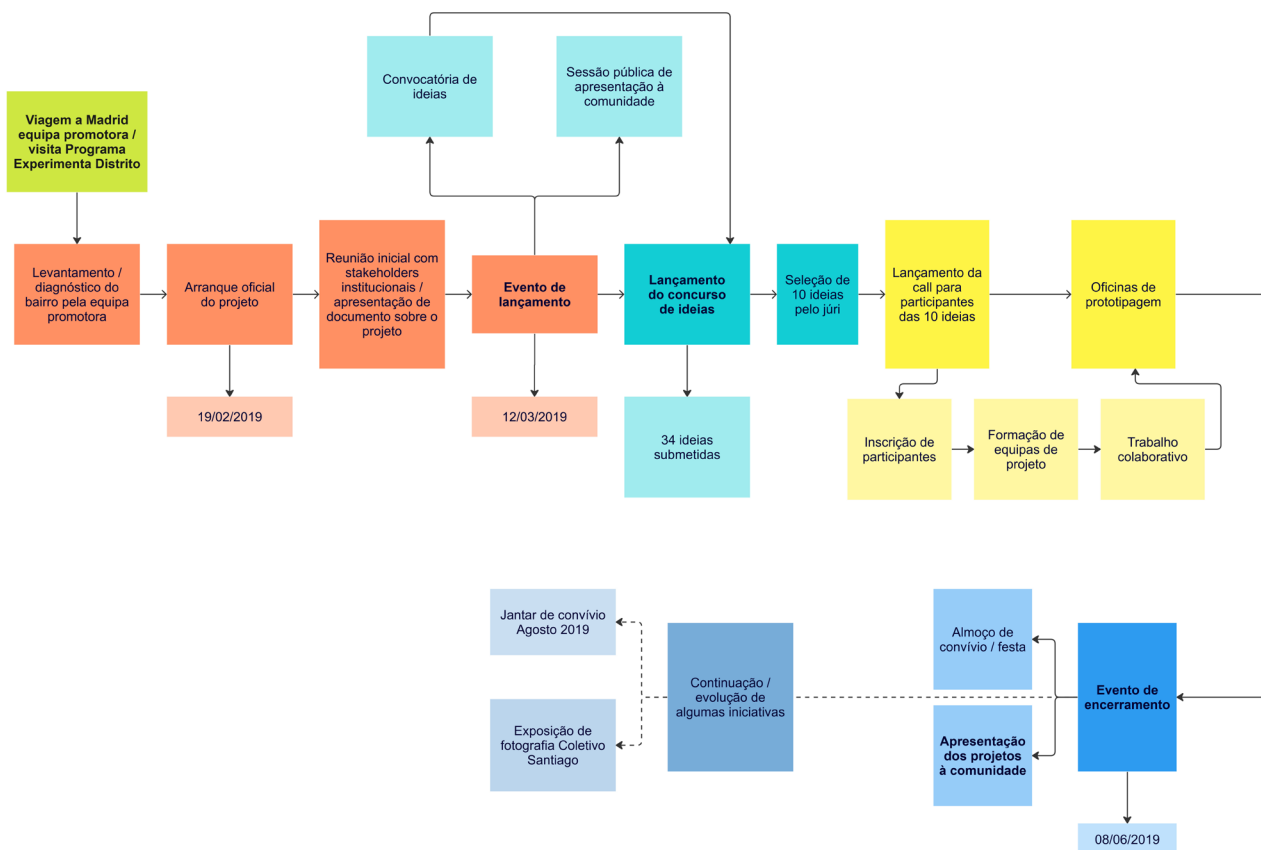 Convocatória de
ideias
Sessão pública de
apresentação à
comunidade
Viagem a Madrid
equipa promotora /
visita Programa
Experimenta Distrito
Levantamento /
diagnóstico do
bairro pela equipa
promotora
Arranque oficial
do projeto
Reunião inicial com
stakeholders
institucionais /
apresentação de
documento sobre o
projeto
Evento de
lançamento
Lançamento
do concurso
de ideias
Seleção de
10 ideias
pelo júri
Lançamento da
call para
participantes
das 10 ideias
Oficinas de
prototipagem
19/02/2019
12/03/2019
34 ideias
submetidas
Inscrição de
participantes
Formação de
equipas de
projeto
Trabalho
colaborativo
Jantar de convívio
Agosto 2019
Exposição de
fotografia Coletivo
Santiago
Continuação /
evolução de
algumas iniciativas
Almoço de
convívio / festa
Apresentação
dos projetos
à comunidade
Evento de
encerramento
08/06/2019